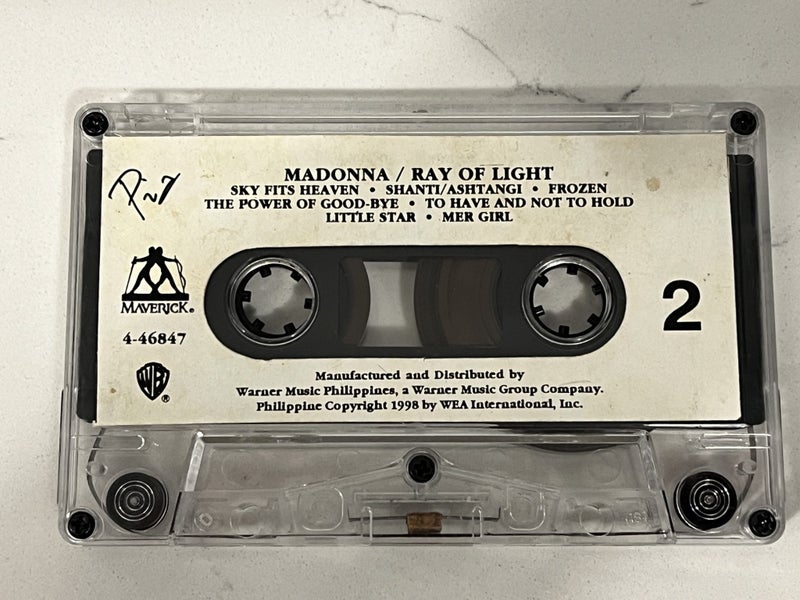 MADONNA / RAY OF LIGHT
SKY FITS HEAVEN • SHANTI/ASHTANGI • FROZEN
THE POWER OF GOOD-BYE • TO HAVE AND NOT TO HOLD
LITTLE STAR • MER GIRL
MAVERICK®
4-46847
2
WB®
Manufactured and Distributed by
Warner Music Philippines, a Warner Music Group Company.
Philippine Copyright 1998 by WEA International, Inc.